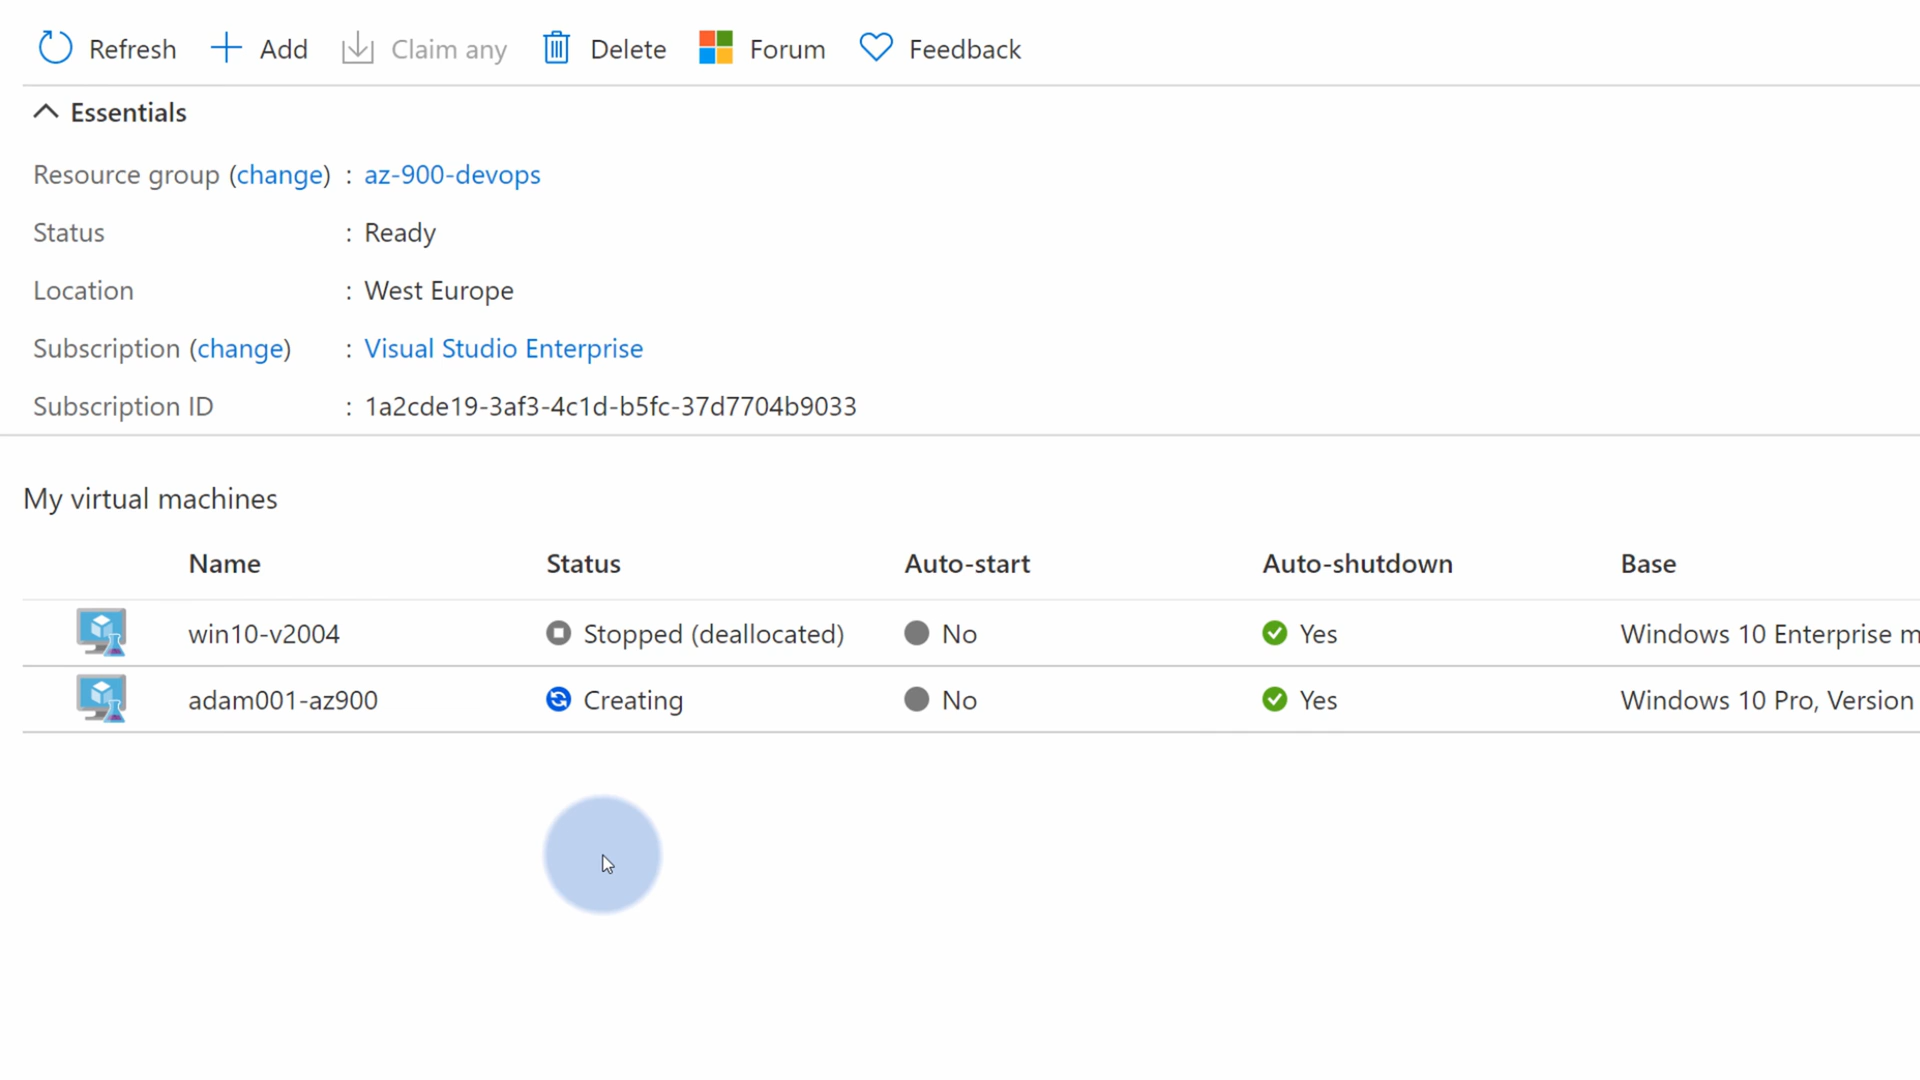 Refresh Add Claim any Delete Forum Feedback
Essentials
Resource group (change) : az-900-devops
Status : Ready
Location : West Europe
Subscription (change) : Visual Studio Enterprise
Subscription ID : 1a2cde19-3af3-4c1d-b5fc-37d7704b9033
My virtual machines
Name Status Auto-start Auto-shutdown Base
win10-v2004 Stopped (deallocated) No Yes Windows 10 Enterprise m
adam001-az900 Creating No Yes Windows 10 Pro, Version